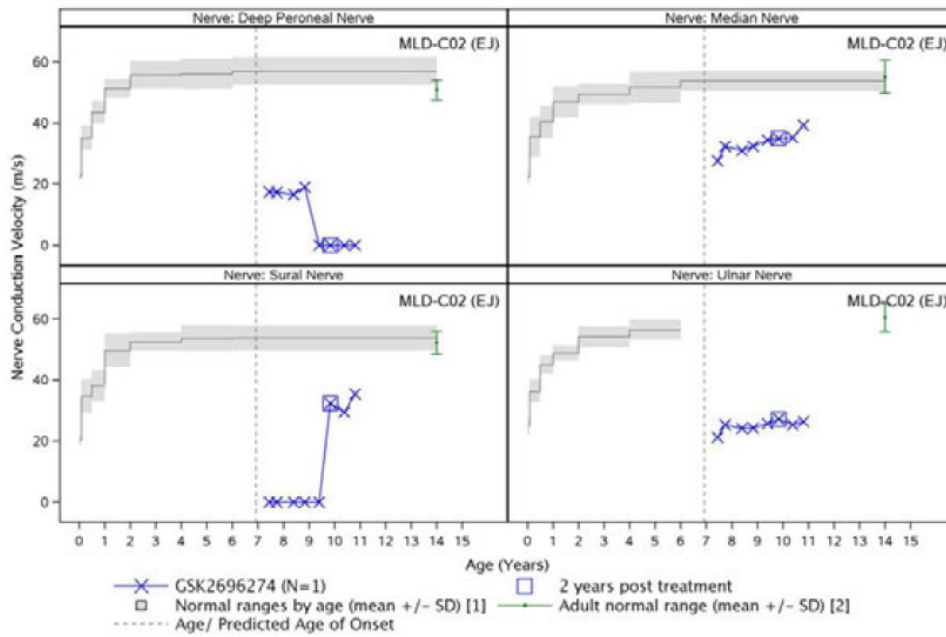 Nerve: Deep Peroneal Nerve
Nerve: Median Nerve
MLD-C02 (EJ)
MLD-C02 (EJ)
60
40
20
0
Nerve: Sural Nerve
Nerve: Ulnar Nerve
MLD-C02 (EJ)
MLD-C02 (EJ)
60
40
20
0
Nerve Conduction Velocity (m/s)
0 1 2 3 4 5 6 7 8 9 10 11 12 13 14 15
0 1 2 3 4 5 6 7 8 9 10 11 12 13 14 15
Age (Years)
GSK2696274 (N=1)
2 years post treatment
Normal ranges by age (mean +/- SD) [1]
Adult normal range (mean +/- SD) [2]
Age/ Predicted Age of Onset